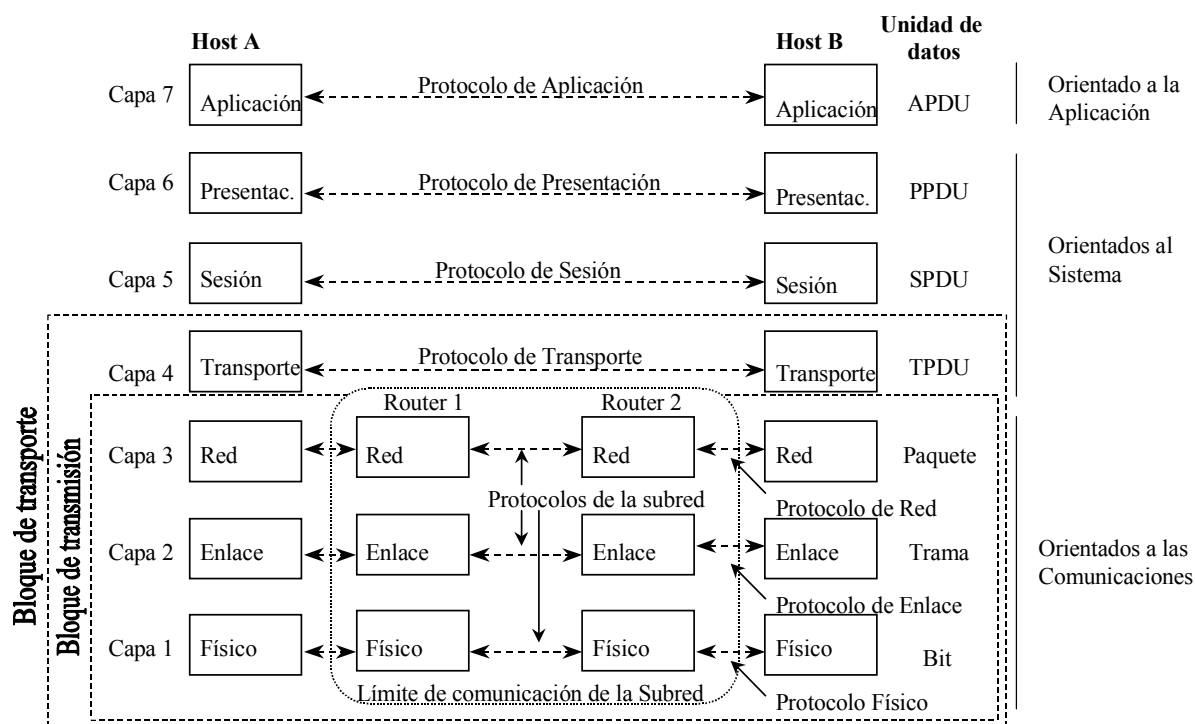 Host A
Host B
Unidad de
datos
Capa 7
Aplicación
Protocolo de Aplicación
Aplicación
APDU
Orientado a la
Aplicación
Capa 6
Presentac.
Protocolo de Presentación
Presentac.
PPDU
Capa 5
Sesión
Protocolo de Sesión
Sesión
SPDU
Orientados al
Sistema
Capa 4
Transporte
Protocolo de Transporte
Transporte
TPDU
Router 1
Router 2
Capa 3
Red
Red
Red
Red
Paquete
Protocolos de la subred
Protocolo de Red
Capa 2
Enlace
Enlace
Enlace
Enlace
Trama
Orientados a las
Comunicaciones
Protocolo de Enlace
Capa 1
Físico
Físico
Físico
Físico
Bit
Límite de comunicación de la Subred
Protocolo Físico
Bloque de transporte
Bloque de transmisión